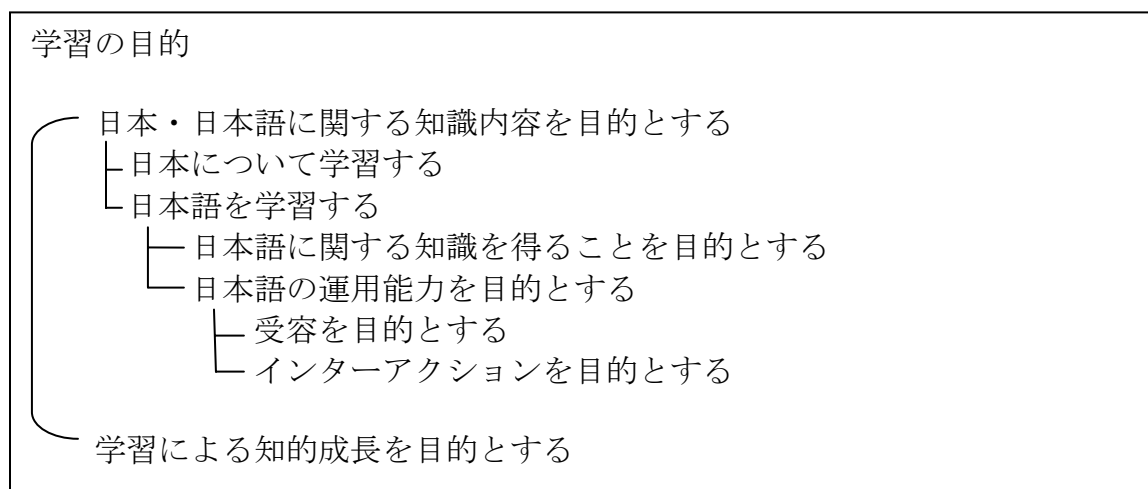 学習の目的
日本・日本語に関する知識内容を目的とする
日本について学習する
日本語を学習する
日本語に関する知識を得ることを目的とする
日本語の運用能力を目的とする
受容を目的とする
インターアクションを目的とする
学習による知的成長を目的とする